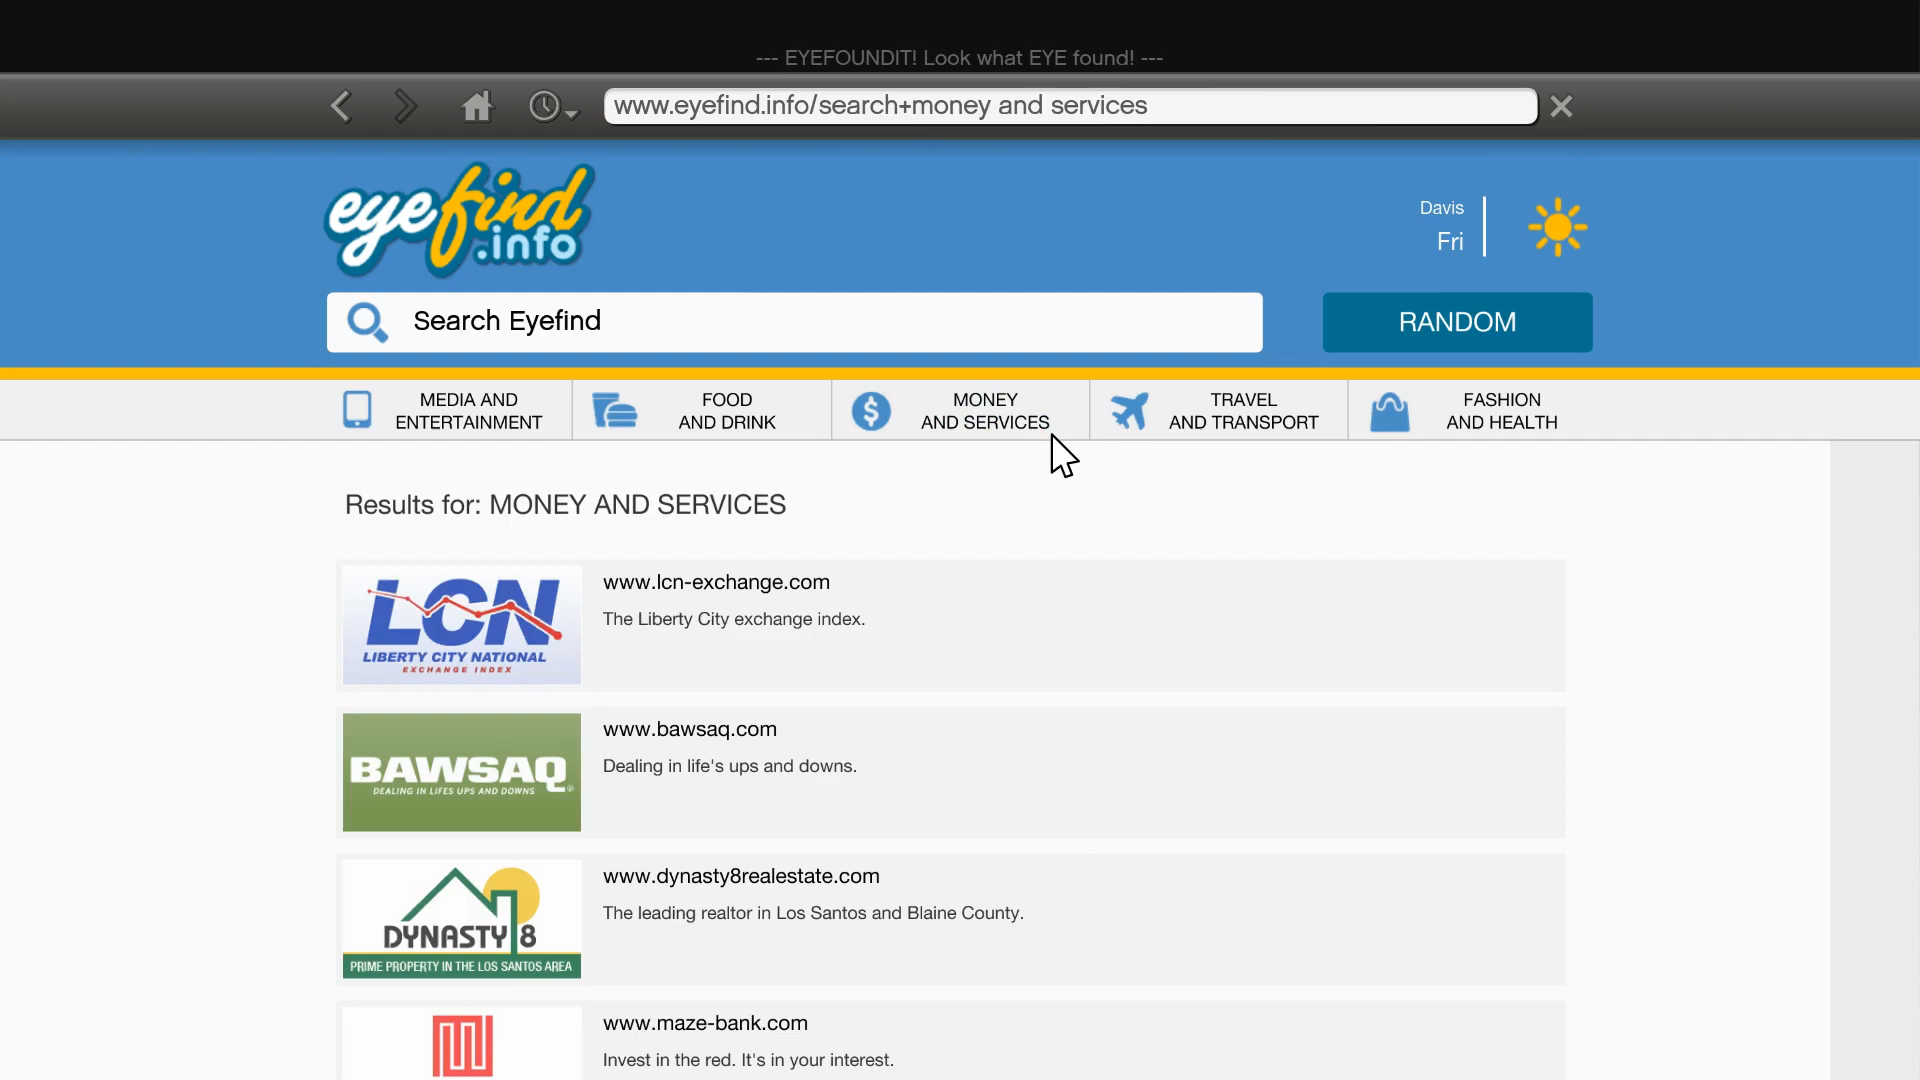 --- EYEFOUNDIT! Look what EYE found! ---
www.eyefind.info/search+money and services
eyefind
.info
Davis
Fri
Search Eyefind
RANDOM
MEDIA AND
ENTERTAINMENT
FOOD
AND DRINK
MONEY
AND SERVICES
TRAVEL
AND TRANSPORT
FASHION
AND HEALTH
Results for: MONEY AND SERVICES
LCN
LIBERTY CITY NATIONAL
EXCHANGE INDEX
www.lcn-exchange.com
The Liberty City exchange index.
BAWSAQ
DEALING IN LIFES UPS AND DOWNS
www.bawsaq.com
Dealing in life's ups and downs.
DYNASTY 8
PRIME PROPERTY IN THE LOS SANTOS AREA
www.dynasty8realestate.com
The leading realtor in Los Santos and Blaine County.
www.maze-bank.com
Invest in the red. It's in your interest.